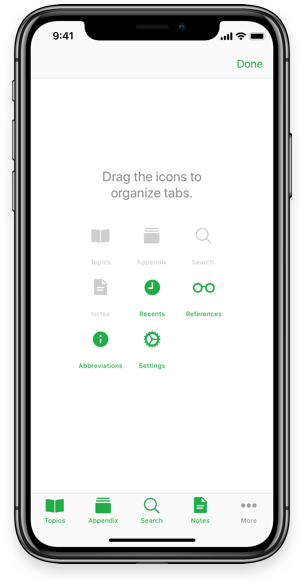 9:41
Done
Drag the icons to
organize tabs.
Topics Appendix Search
Notes Recents References
Abbreviations Settings
Topics Appendix Search Notes More